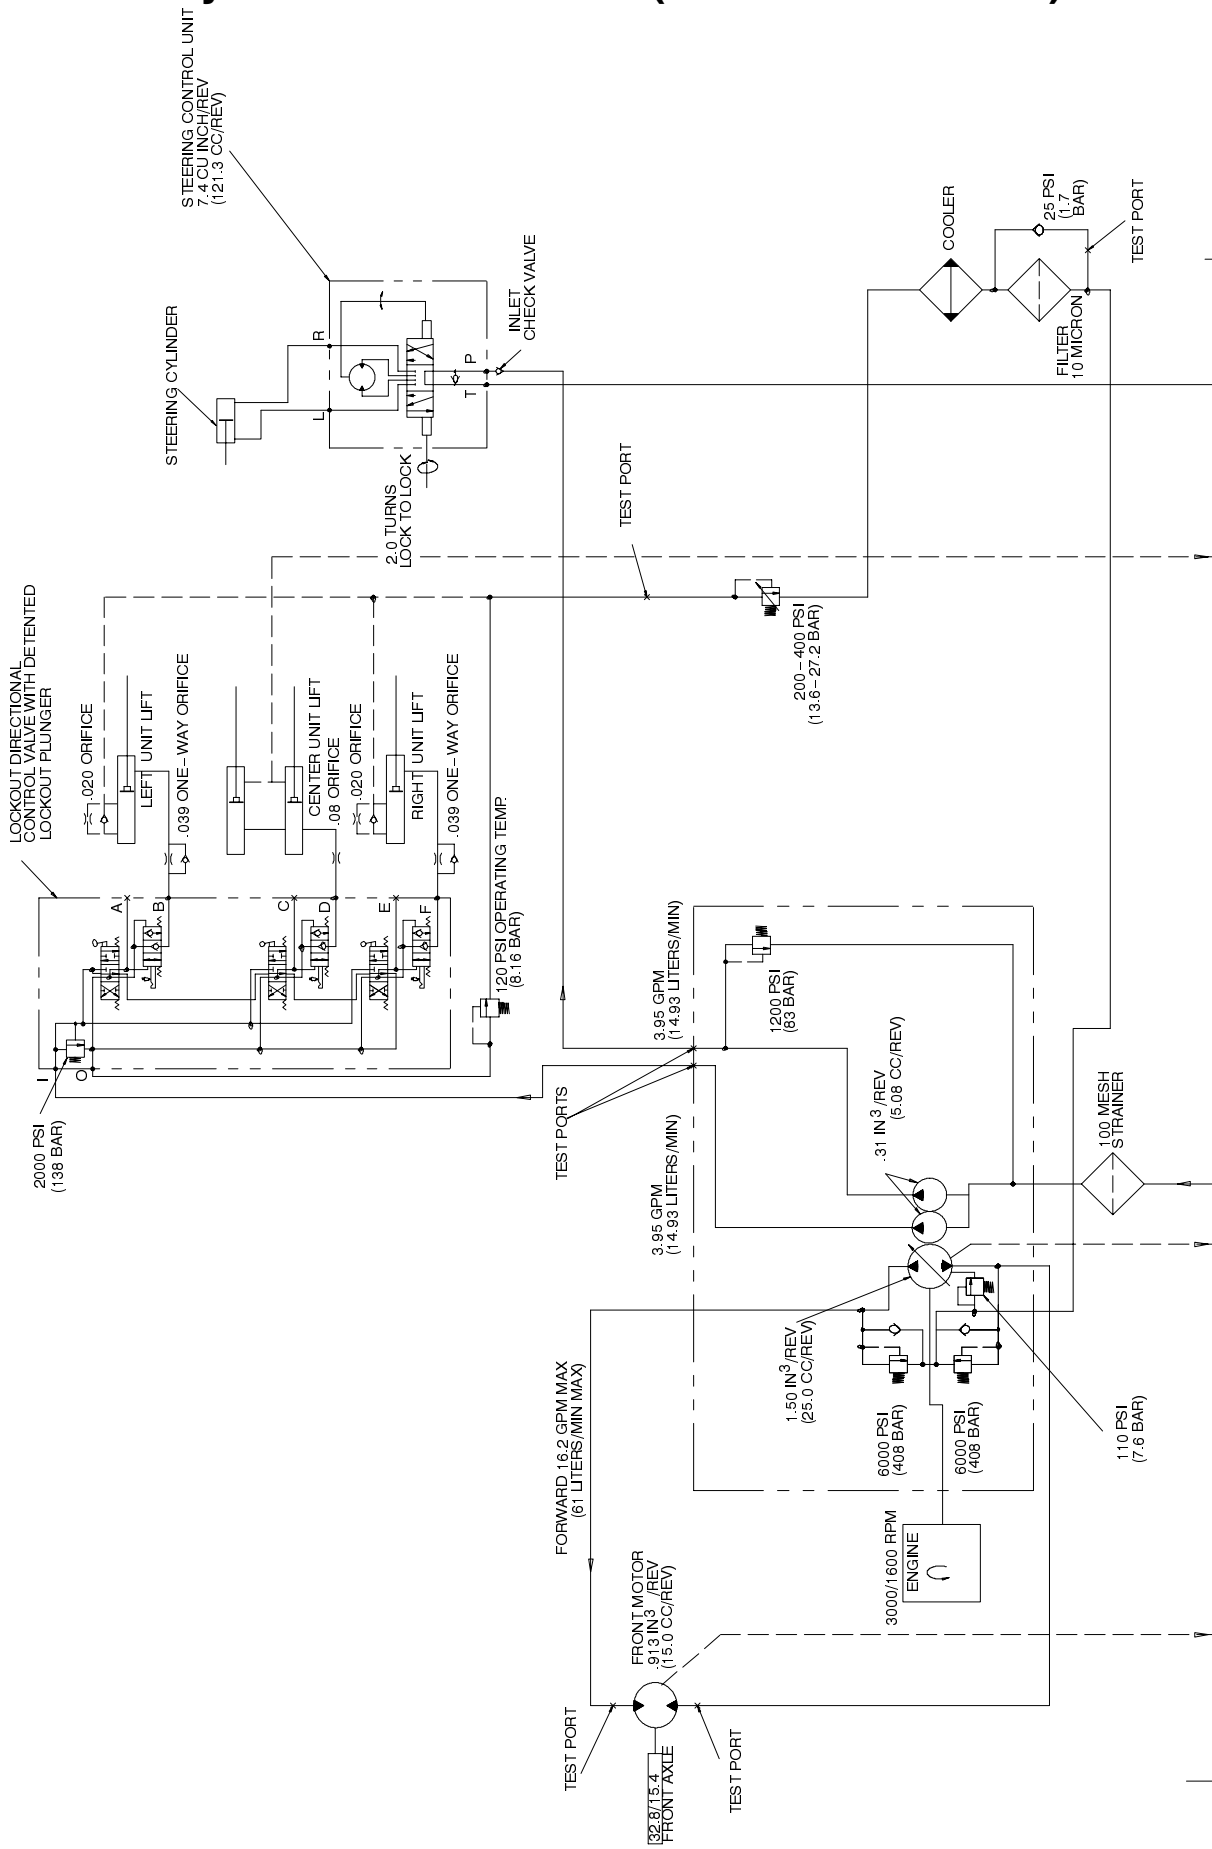 STEERING CONTROL UNIT
7.4 CU INCH/REV
(121.3 CC/REV)
STEERING CYLINDER
L
R
T
P
INLET
CHECK VALVE
2.0 TURNS
LOCK TO LOCK
COOLER
25 PSI
(1.7
BAR)
TEST PORT
FILTER
10 MICRON
TEST PORT
200-400 PSI
(13.6-27.2 BAR)
LOCKOUT DIRECTIONAL
CONTROL VALVE WITH DETENTED
LOCKOUT PLUNGER
.020 ORIFICE
LEFT UNIT LIFT
.039 ONE-WAY ORIFICE
CENTER UNIT LIFT
.08 ORIFICE
.020 ORIFICE
RIGHT UNIT LIFT
.039 ONE-WAY ORIFICE
A
B
C
D
E
F
I
O
120 PSI OPERATING TEMP.
(8.16 BAR)
2000 PSI
(138 BAR)
TEST PORTS
3.95 GPM
(14.93 LITERS/MIN)
3.95 GPM
(14.93 LITERS/MIN)
1200 PSI
(83 BAR)
.31 IN³/REV
(5.08 CC/REV)
100 MESH
STRAINER
1.50 IN³/REV
(25.0 CC/REV)
6000 PSI
(408 BAR)
6000 PSI
(408 BAR)
110 PSI
(7.6 BAR)
FORWARD 16.2 GPM MAX
(61 LITERS/MIN MAX)
3000/1600 RPM
ENGINE
FRONT MOTOR
.913 IN³ /REV
(15.0 CC/REV)
TEST PORT
TEST PORT
32.8/15.4
FRONT AXLE